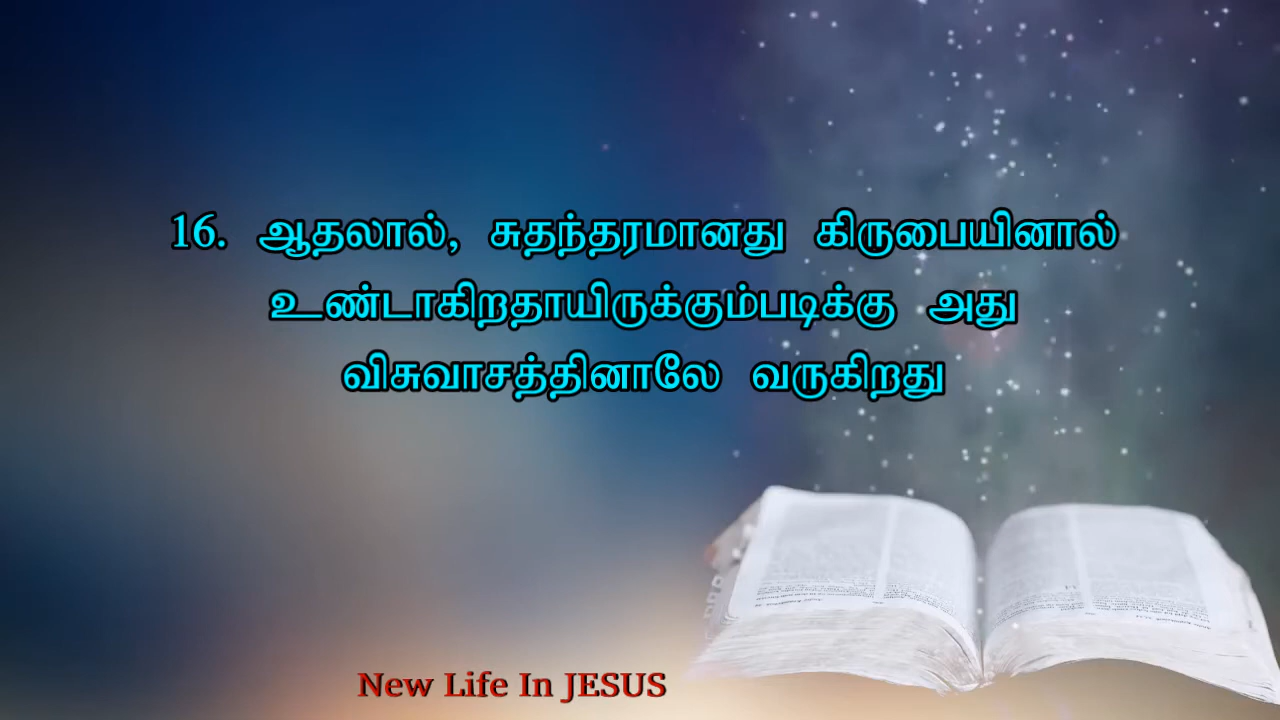 16. ஆதலால், சுதந்தரமானது கிருபையினால்
உண்டாகிறதாயிருக்கும்படிக்கு அது
விசுவாசத்தினாலே வருகிறது
New Life In JESUS